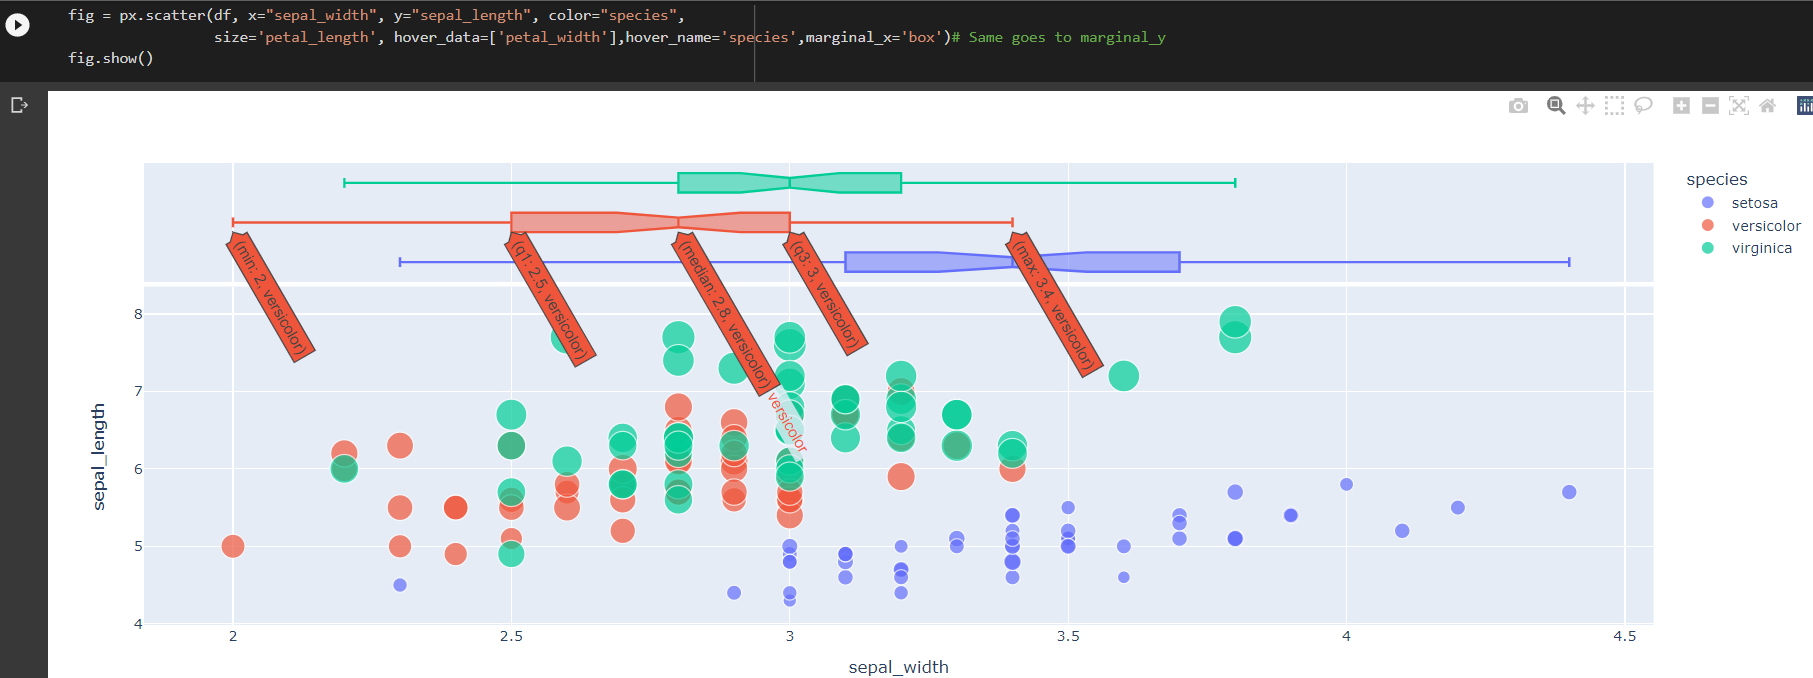 fig = px.scatter(df, x="sepal_width", y="sepal_length", color="species",
size='petal_length', hover_data=['petal_width'],hover_name='species',marginal_x='box')# Same goes to marginal_y
fig.show()
species
setosa
versicolor
virginica
(min: 2, versicolor)
(q1: 2.5, versicolor)
(median: 2.8, versicolor)
(q3: 3, versicolor)
(max: 3.4, versicolor)
versicolor
8
7
6
5
4
sepal_length
2
2.5
3
3.5
4
4.5
sepal_width